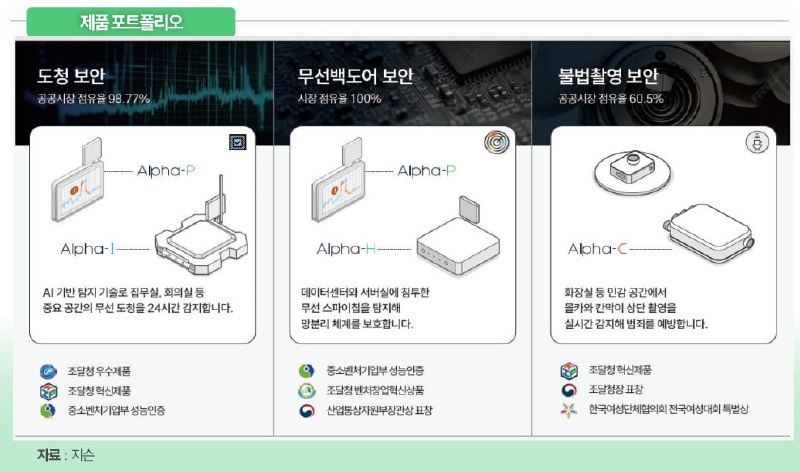 제품 포트폴리오
도청 보안
공공시장 점유율 98.77%
Alpha-P
Alpha-I
AI 기반 탐지 기술로 집무실, 회의실 등
중요 공간의 무선 도청을 24시간 감지합니다.
조달청 우수제품
조달청 혁신제품
중소벤처기업부 성능인증
무선백도어 보안
시장 점유율 100%
Alpha-P
Alpha-H
데이터센터와 서버실에 침투한
무선 스파이칩을 탐지해
망분리 체계를 보호합니다.
중소벤처기업부 성능인증
조달청 벤처창업혁신상품
산업통상자원부장관상 표창
불법촬영 보안
공공시장 점유율 60.5%
Alpha-C
화장실 등 민감 공간에서
몰카와 칸막이 상단 촬영을
실시간 감지해 범죄를 예방합니다.
조달청 혁신제품
조달청장 표창
한국여성단체협의회 전국여성대회 특별상
자료 : 지슨